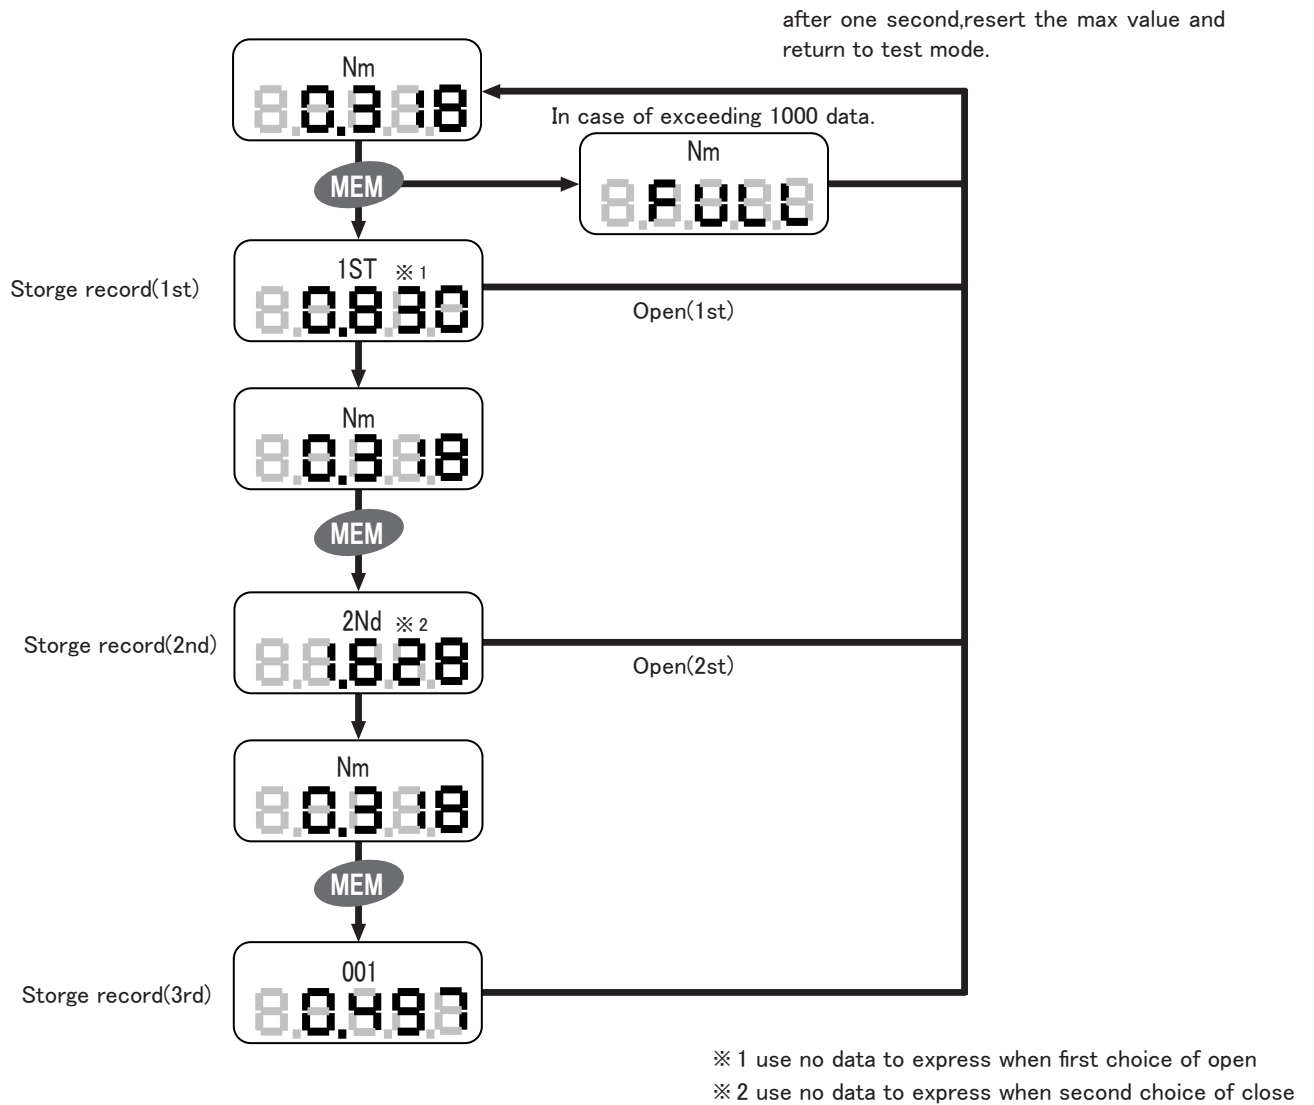 after one second,resert the max value and
return to test mode.
Nm
0.318
In case of exceeding 1000 data.
Nm
FULL
MEM
1ST ※1
0.830
Storge record(1st)
Open(1st)
Nm
0.318
MEM
2Nd ※2
1.628
Storge record(2nd)
Open(2st)
Nm
0.318
MEM
001
0.497
Storge record(3rd)
※1 use no data to express when first choice of open
※2 use no data to express when second choice of close